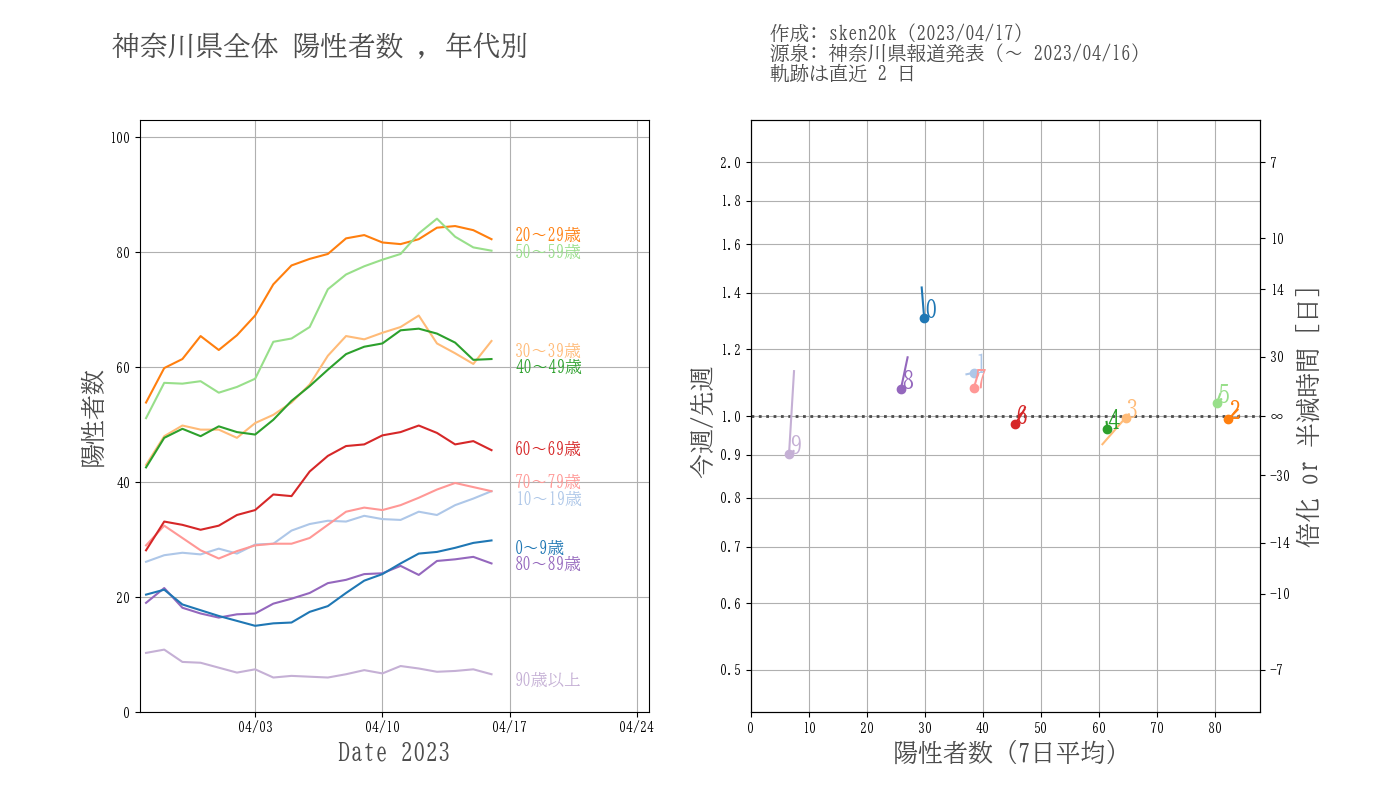 神奈川県全体 陽性者数 , 年代別
作成: sken20k (2023/04/17)
源泉: 神奈川県報道発表 (〜 2023/04/16)
軌跡は直近 2 日
陽性者数
100
80
60
40
20
0
04/03
04/10
04/17
04/24
Date 2023
20〜29歳
50〜59歳
30〜39歳
40〜49歳
60〜69歳
70〜79歳
10〜19歳
0〜9歳
80〜89歳
90歳以上
今週/先週
2.0
1.8
1.6
1.4
1.2
1.0
0.9
0.8
0.7
0.6
0.5
0
1
8
7
6
4
3
5
2
9
0
10
20
30
40
50
60
70
80
陽性者数 (7日平均)
7
10
14
30
∞
−30
−14
−10
−7
倍化 or 半減時間 [日]